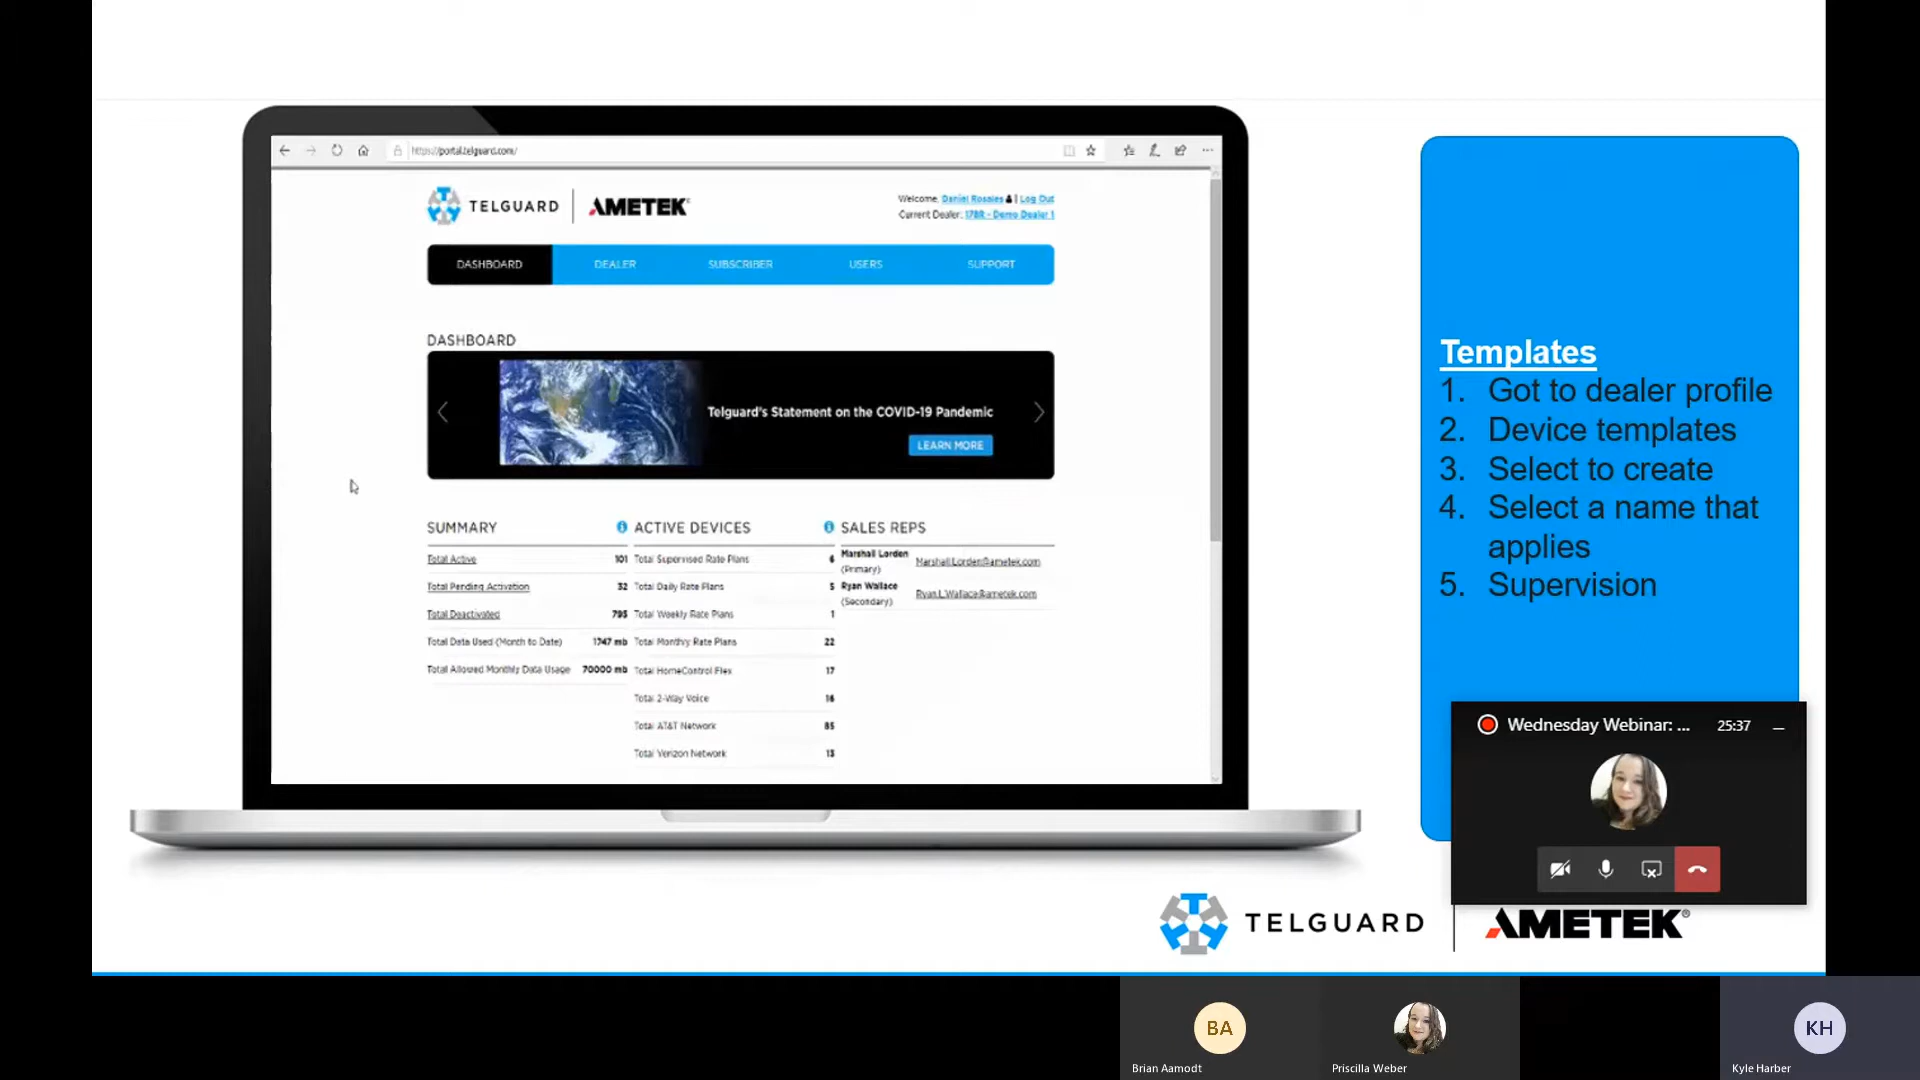 https://portal.telguard.com/
TELGUARD
AMETEK®
Welcome, Daniel Rosales | Log Out
Current Dealer: 178R - Demo Dealer 1
DASHBOARD
DEALER
SUBSCRIBER
USERS
SUPPORT
DASHBOARD
Telguard's Statement on the COVID-19 Pandemic
LEARN MORE
SUMMARY
Total Active 101
Total Pending Activation 32
Total Deactivated 795
Total Data Used (Month to Date) 1747 mb
Total Allowed Monthly Data Usage 70000 mb
ACTIVE DEVICES
Total Supervised Rate Plans 6
Total Daily Rate Plans 5
Total Weekly Rate Plans 1
Total Monthly Rate Plans 22
Total HomeControl Flex 17
Total 2-Way Voice 16
Total AT&T Network 85
Total Verizon Network 13
SALES REPS
Marshall Lorden Marshall.Lorden@ametek.com
(Primary)
Ryan Wallace Ryan.L.Wallace@ametek.com
(Secondary)
Templates
1. Got to dealer profile
2. Device templates
3. Select to create
4. Select a name that
applies
5. Supervision
Wednesday Webinar: ... 25:37
TELGUARD
AMETEK®
BA
Brian Aamodt
Priscilla Weber
KH
Kyle Harber